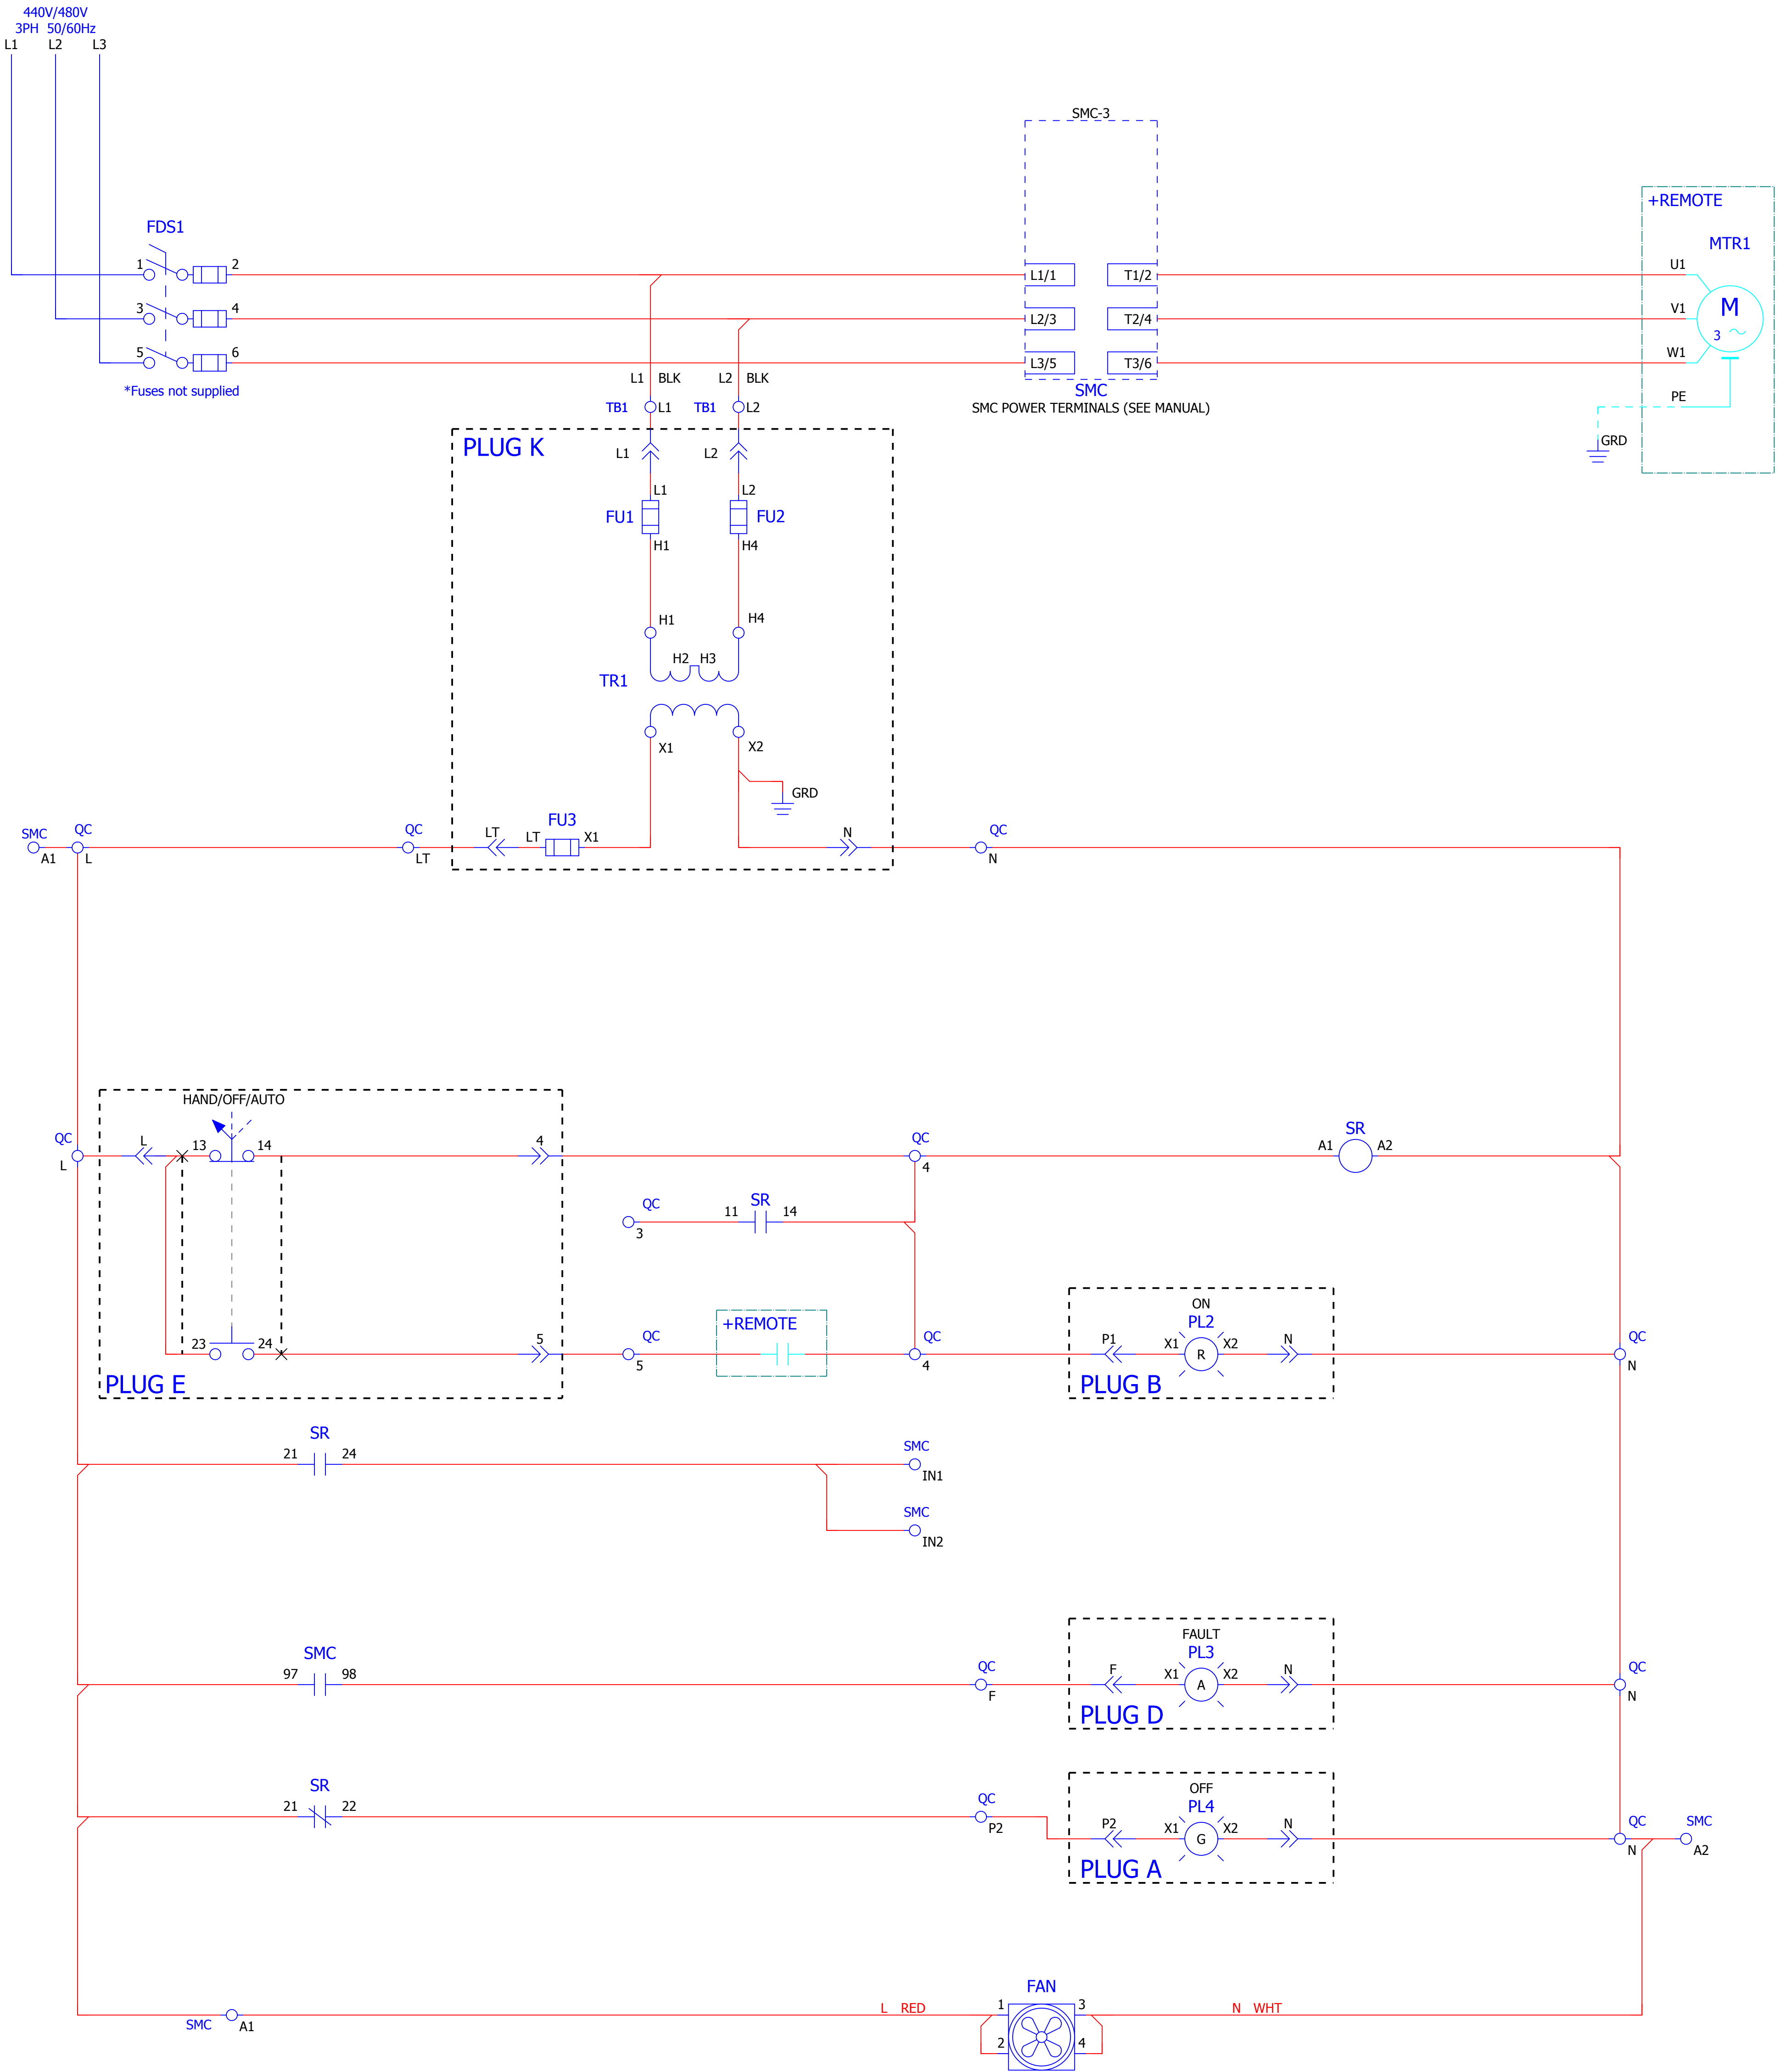 440V/480V
3PH 50/60Hz
L1 L2 L3
SMC-3
+REMOTE
MTR1
FDS1
1 2
L1/1 T1/2
U1
3 4
L2/3 T2/4
V1
M
3
5 6
L3/5 T3/6
W1
*Fuses not supplied
L1 BLK L2 BLK
SMC
PE
TB1 L1 TB1 L2
SMC POWER TERMINALS (SEE MANUAL)
GRD
PLUG K
L1 L2
L1 L2
FU1 FU2
H1 H4
H1 H4
H2 H3
TR1
X1 X2
GRD
FU3
SMC QC QC LT LT X1 N QC
A1 L LT N
HAND/OFF/AUTO
QC L 13 14 4 QC SR
L 4 A1 A2
QC 11 SR 14
3
ON
+REMOTE PL2
23 24 5 QC QC P1 X1 R X2 N QC
5 4 N
PLUG E PLUG B
SR
21 24 SMC
IN1
SMC
IN2
FAULT
SMC PL3
97 98 QC F X1 A X2 N QC
F N
PLUG D
SR OFF
21 22 QC PL4
P2 P2 X1 G X2 N QC SMC
N A2
PLUG A
FAN
L RED 1 3 N WHT
SMC A1
2 4